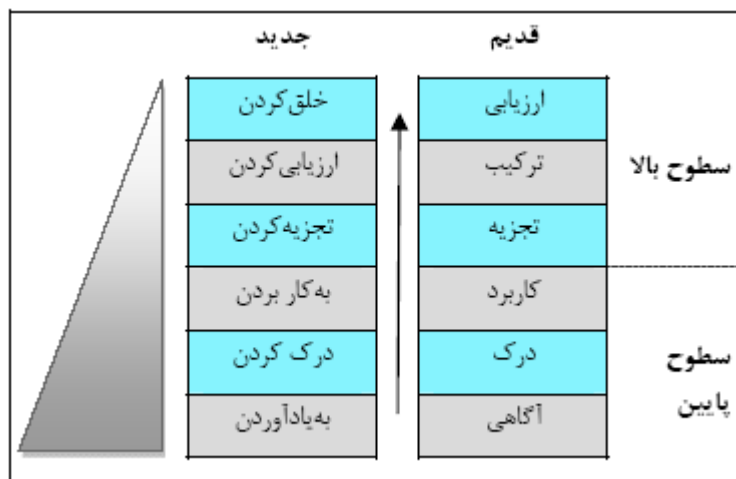 قدیم
جدید
ارزیابی
خلق‌کردن
ترکیب
ارزیابی‌کردن
سطوح بالا
تجزیه
تجزیه‌کردن
کاربرد
به‌کار بردن
درک
درک کردن
سطوح
پایین
آگاهی
به‌یادآوردن